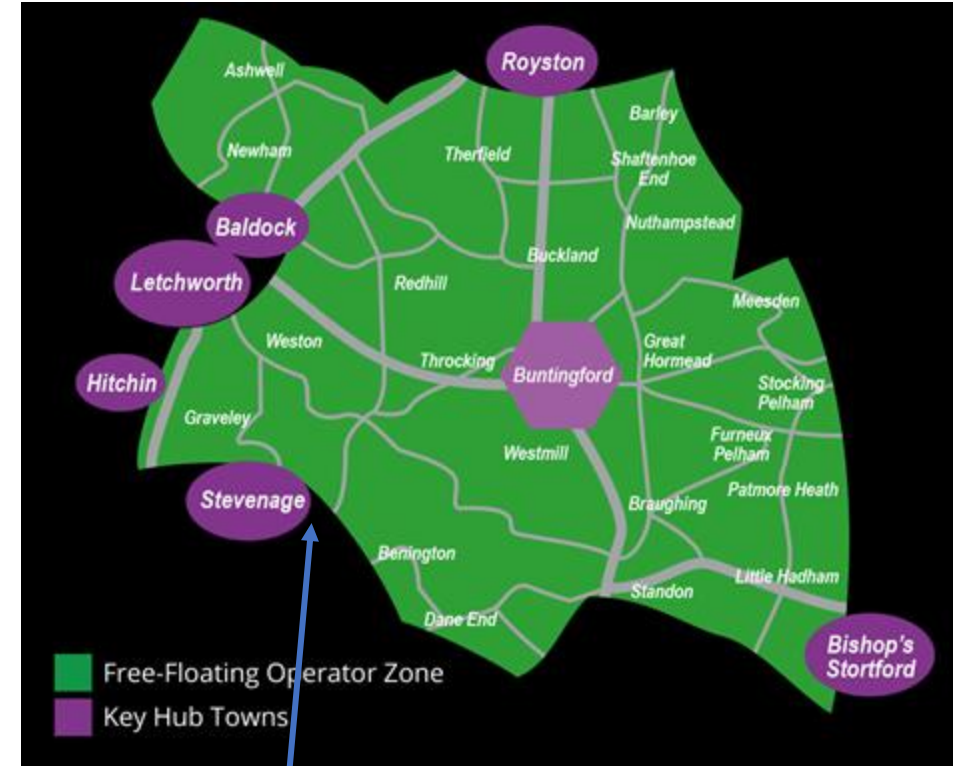 Royston
Ashwell
Barley
Newham
Therfield
Shaftenhoe
End
Baldock
Nuthampstead
Buckland
Letchworth
Redhill
Meesden
Weston
Great
Hormead
Throcking
Buntingford
Hitchin
Stocking
Pelham
Graveley
Furneux
Pelham
Westmill
Patmore Heath
Stevenage
Braughing
Benington
Little Hadham
Standon
Dane End
Bishop's
Stortford
Free-Floating Operator Zone
Key Hub Towns